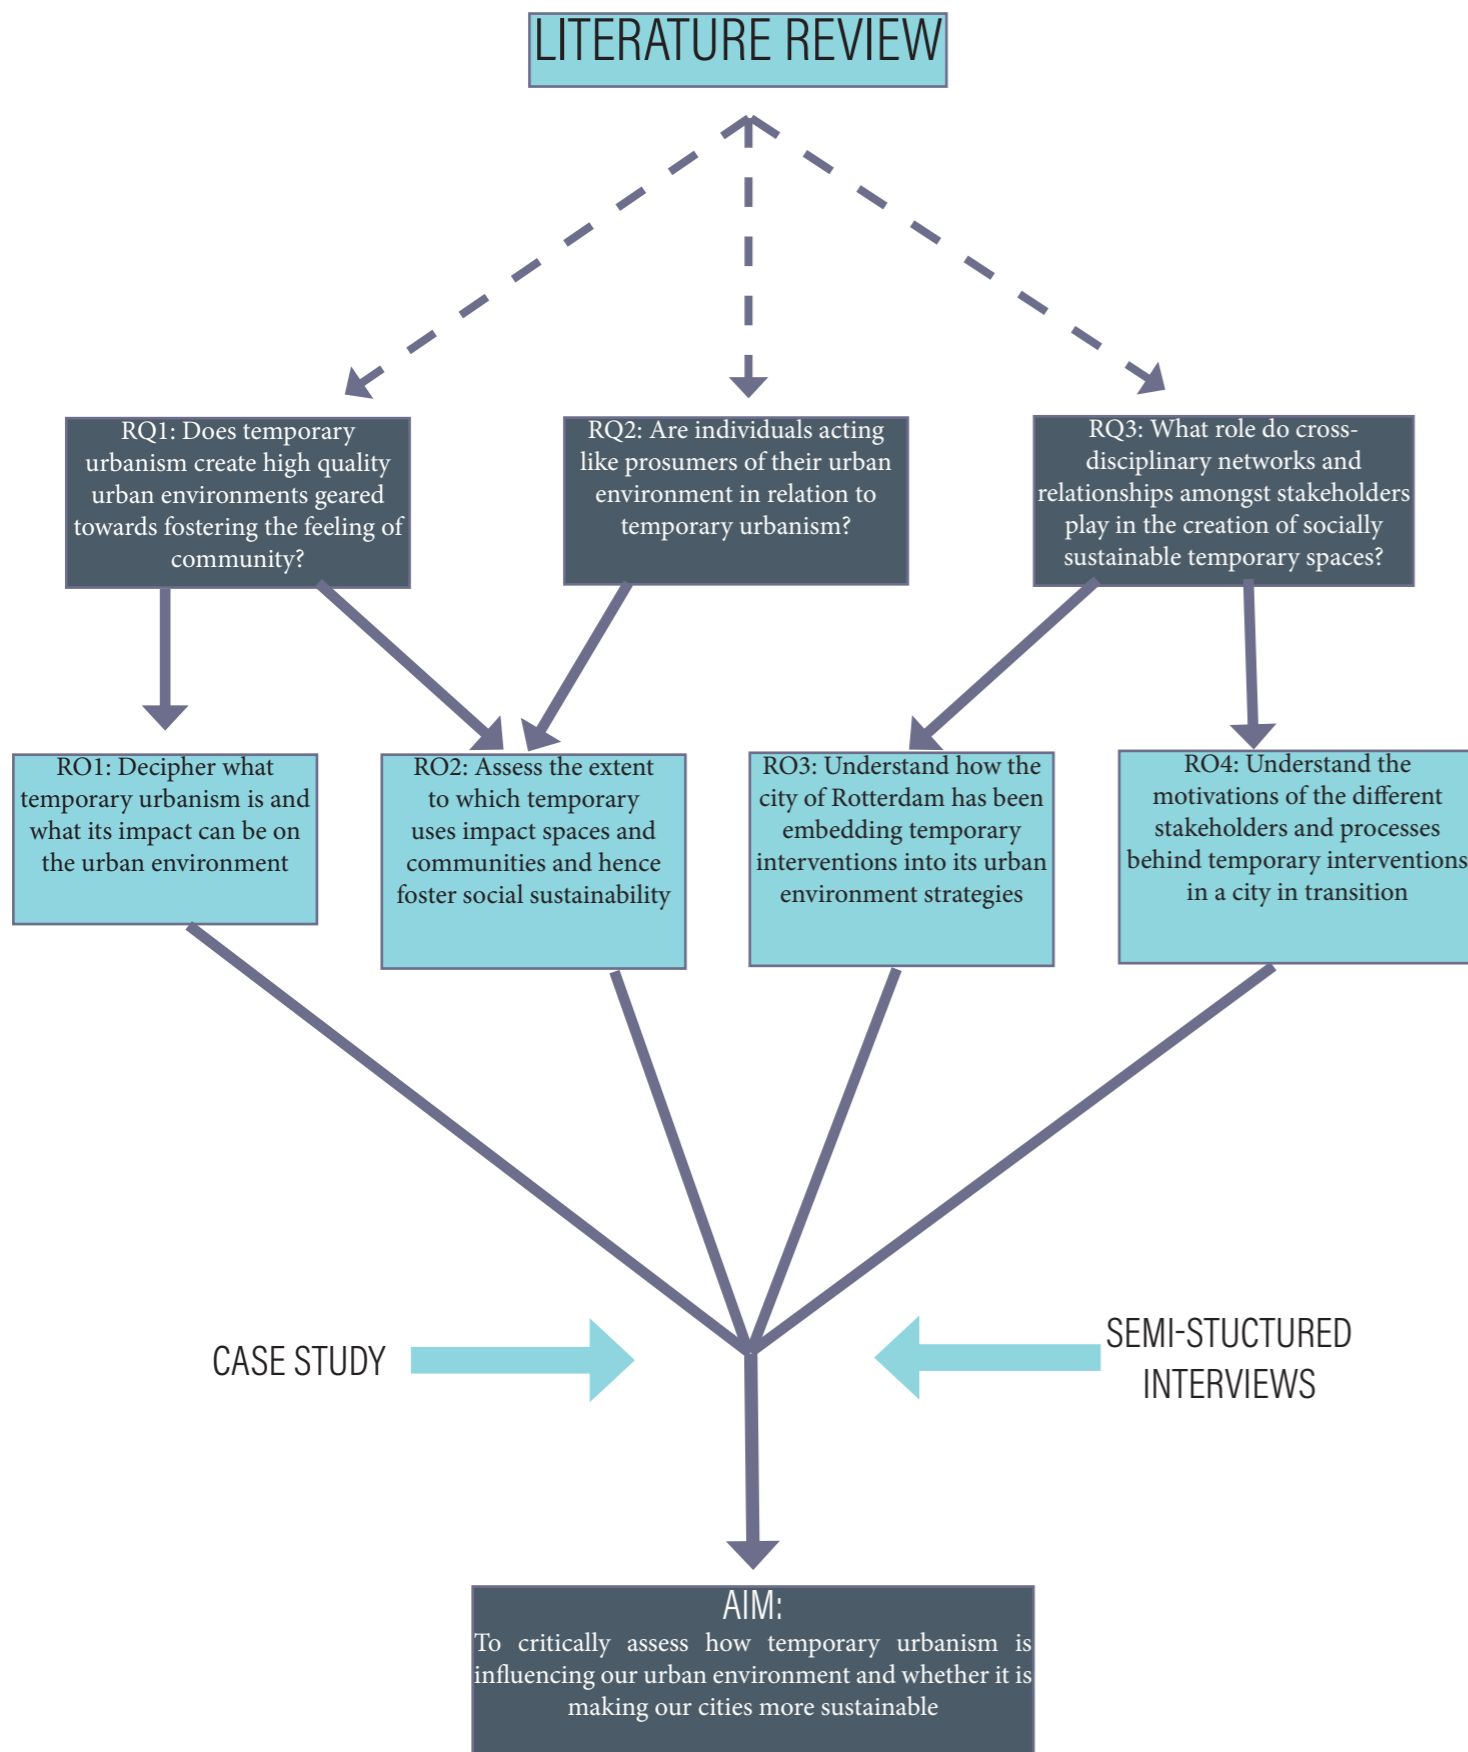 LITERATURE REVIEW
RQ1: Does temporary
urbanism create high quality
urban environments geared
towards fostering the feeling of
community?
RQ2: Are individuals acting
like prosumers of their urban
environment in relation to
temporary urbanism?
RQ3: What role do cross-
disciplinary networks and
relationships amongst stakeholders
play in the creation of socially
sustainable temporary spaces?
RO1: Decipher what
temporary urbanism is and
what its impact can be on
the urban environment
RO2: Assess the extent
to which temporary
uses impact spaces and
communities and hence
foster social sustainability
RO3: Understand how the
city of Rotterdam has been
embedding temporary
interventions into its urban
environment strategies
RO4: Understand the
motivations of the different
stakeholders and processes
behind temporary interventions
in a city in transition
CASE STUDY
SEMI-STUCTURED
INTERVIEWS
AIM:
To critically assess how temporary urbanism is
influencing our urban environment and whether it is
making our cities more sustainable